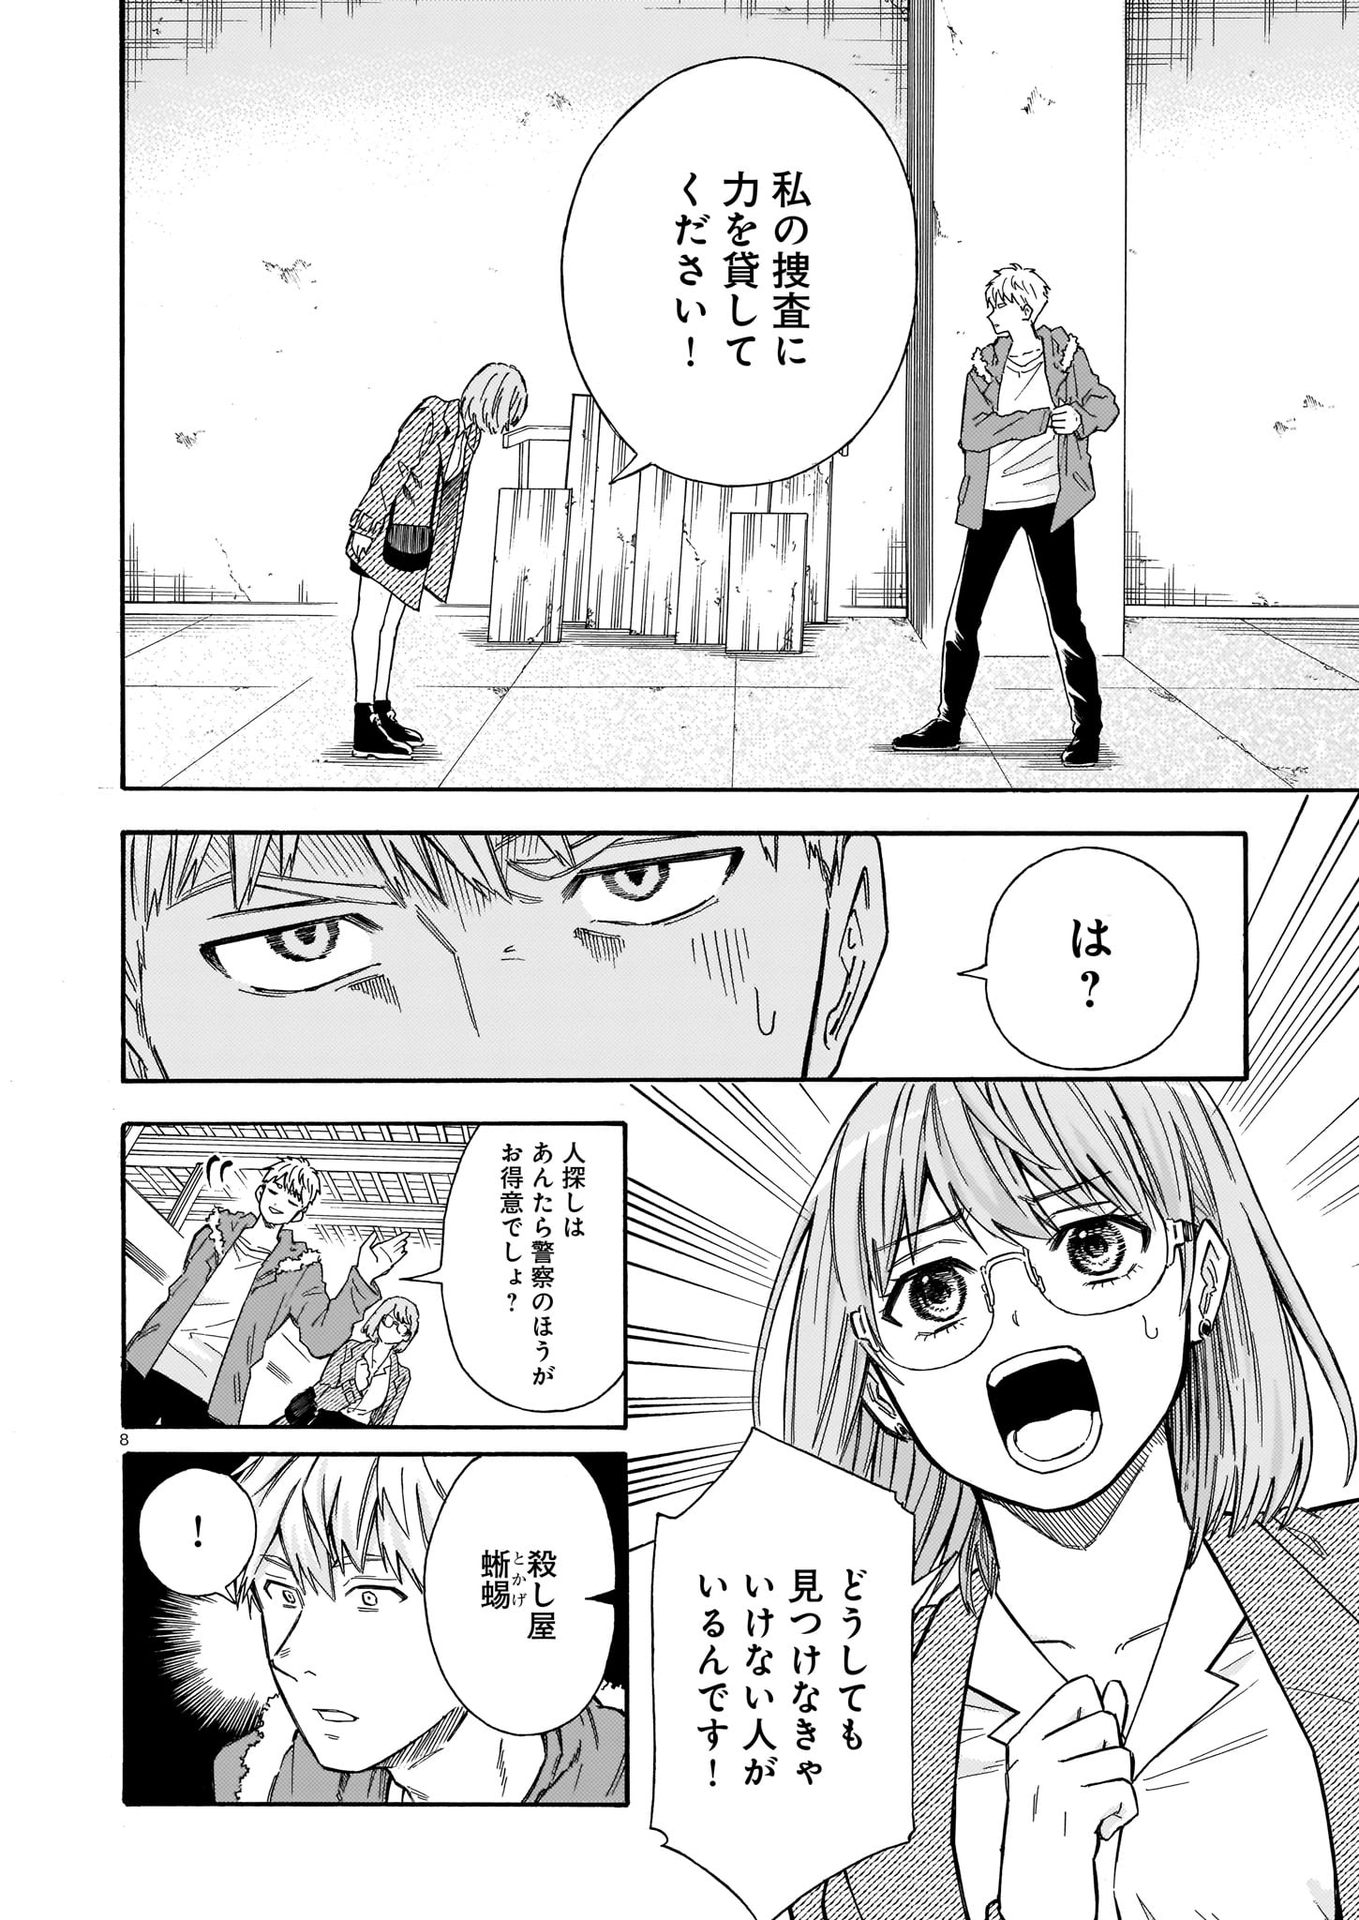 私の捜査に
力を貸して
ください！
は？
どうしても
見つけなきゃ
いけない人が
いるんです！
人探しは
あんたら警察のほうが
お得意でしょ？
殺し屋
蜥蜴
とかげ
！
8